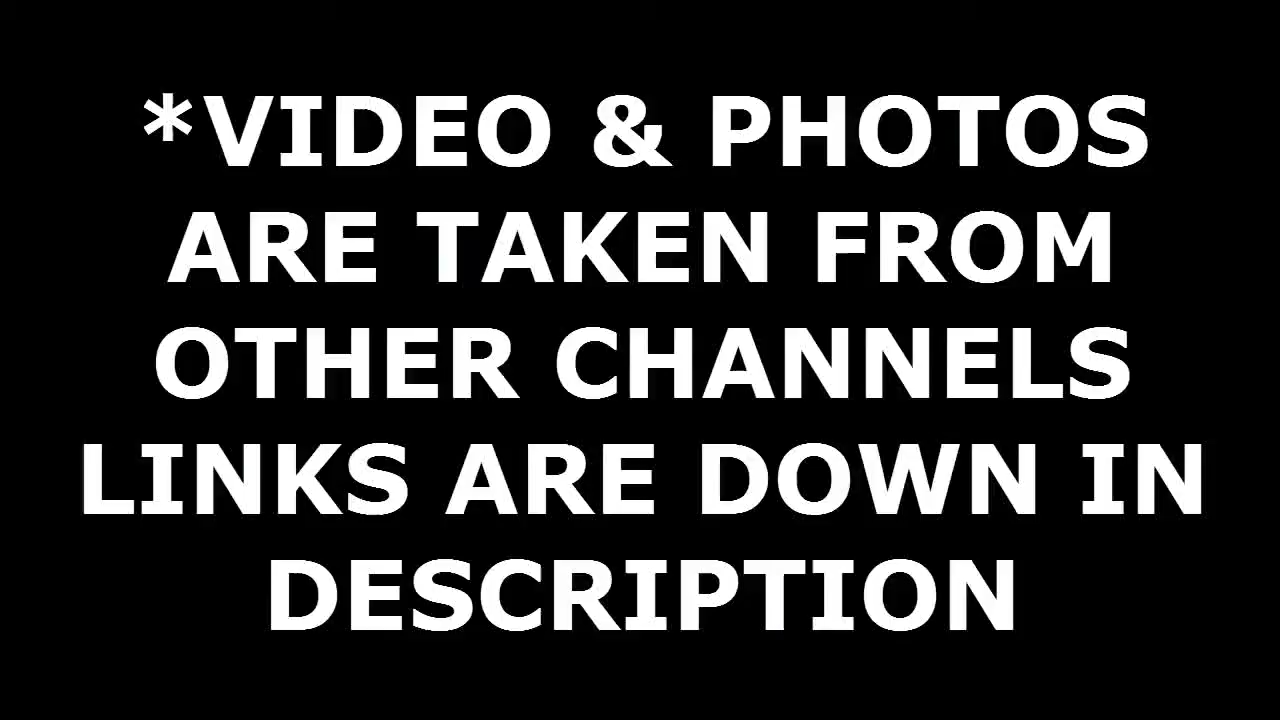 *VIDEO & PHOTOS
ARE TAKEN FROM
OTHER CHANNELS
LINKS ARE DOWN IN
DESCRIPTION